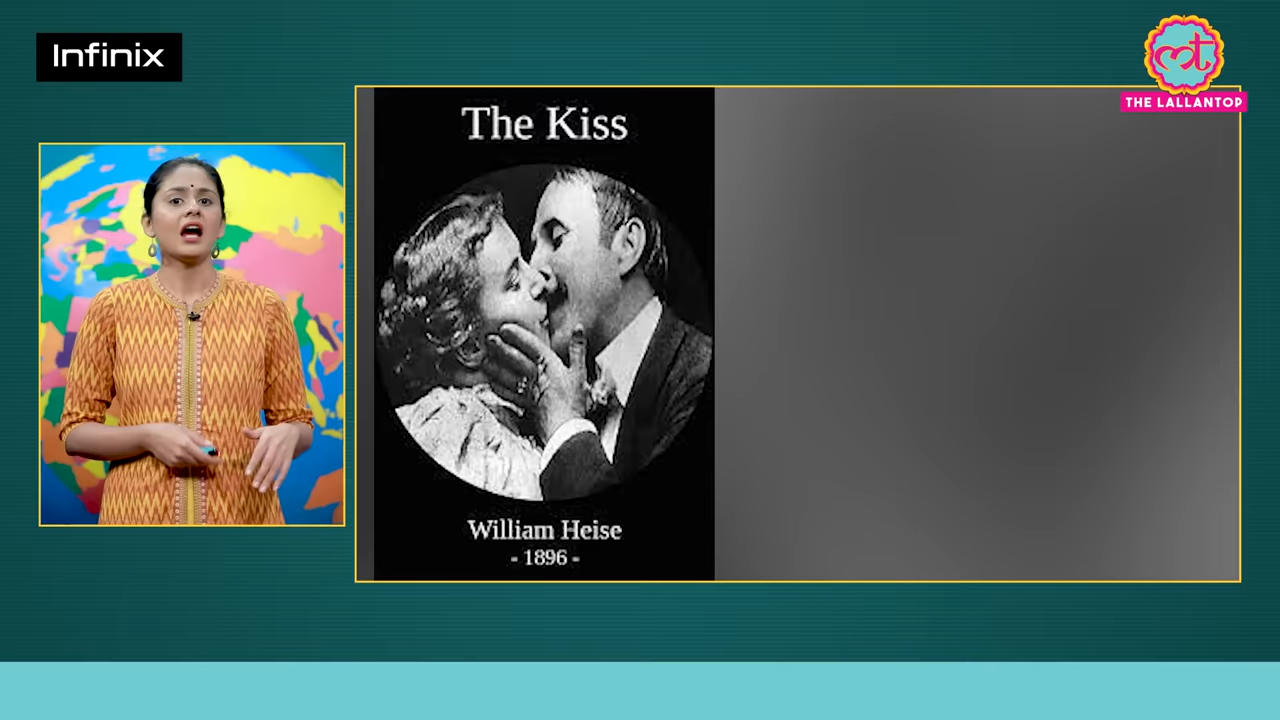 Infinix
THE LALLANTOP
The Kiss
William Heise
- 1896 -